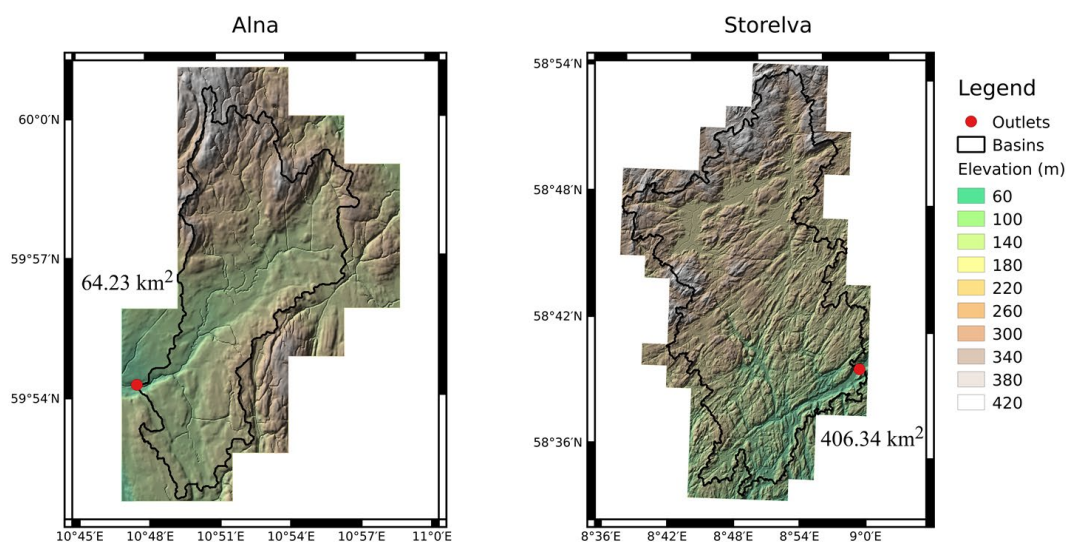 Alna
Storelva
60°0′N
59°57′N
59°54′N
64.23 km²
10°45′E 10°48′E 10°51′E 10°54′E 10°57′E 11°0′E
58°54′N
58°48′N
58°42′N
58°36′N
406.34 km²
8°36′E 8°42′E 8°48′E 8°54′E 9°0′E
Legend
Outlets
Basins
Elevation (m)
60
100
140
180
220
260
300
340
380
420